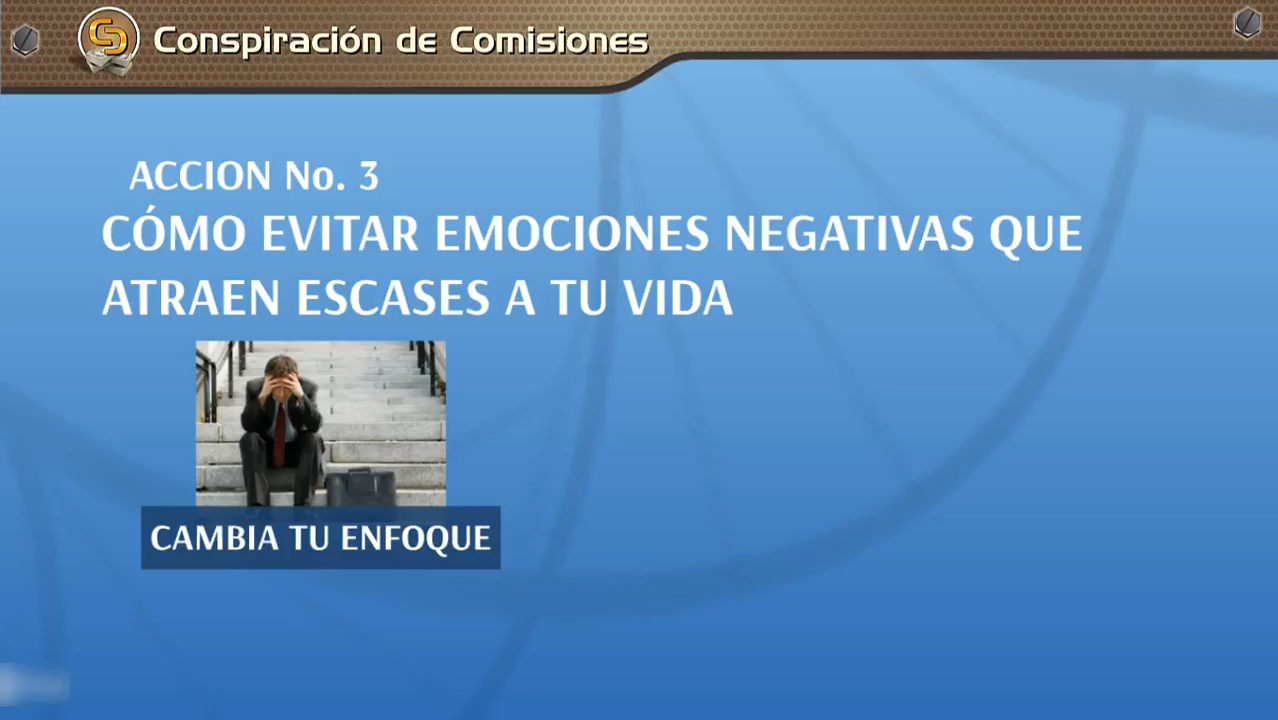 Conspiración de Comisiones
ACCION No. 3
CÓMO EVITAR EMOCIONES NEGATIVAS QUE
ATRAEN ESCASES A TU VIDA
CAMBIA TU ENFOQUE